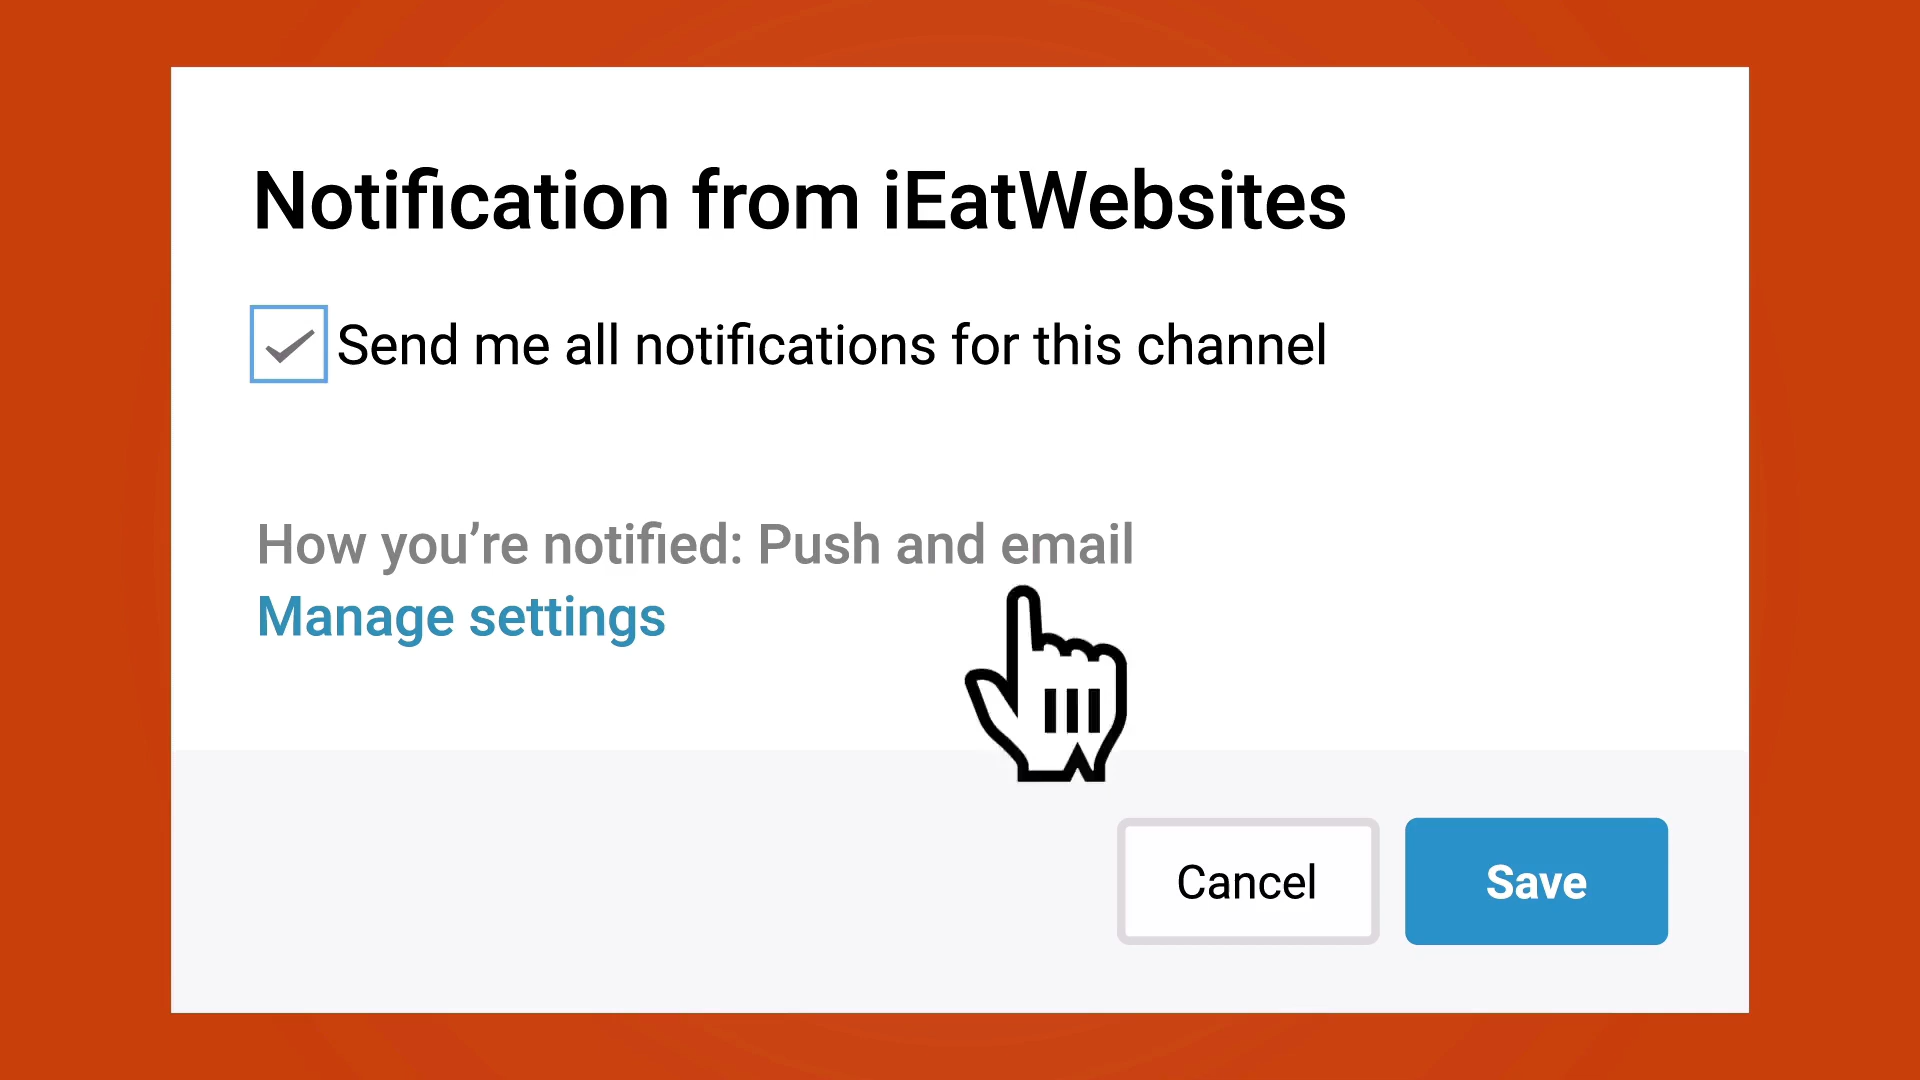 Notification from iEatWebsites
Send me all notifications for this channel
How you’re notified: Push and email
Manage settings
Cancel
Save